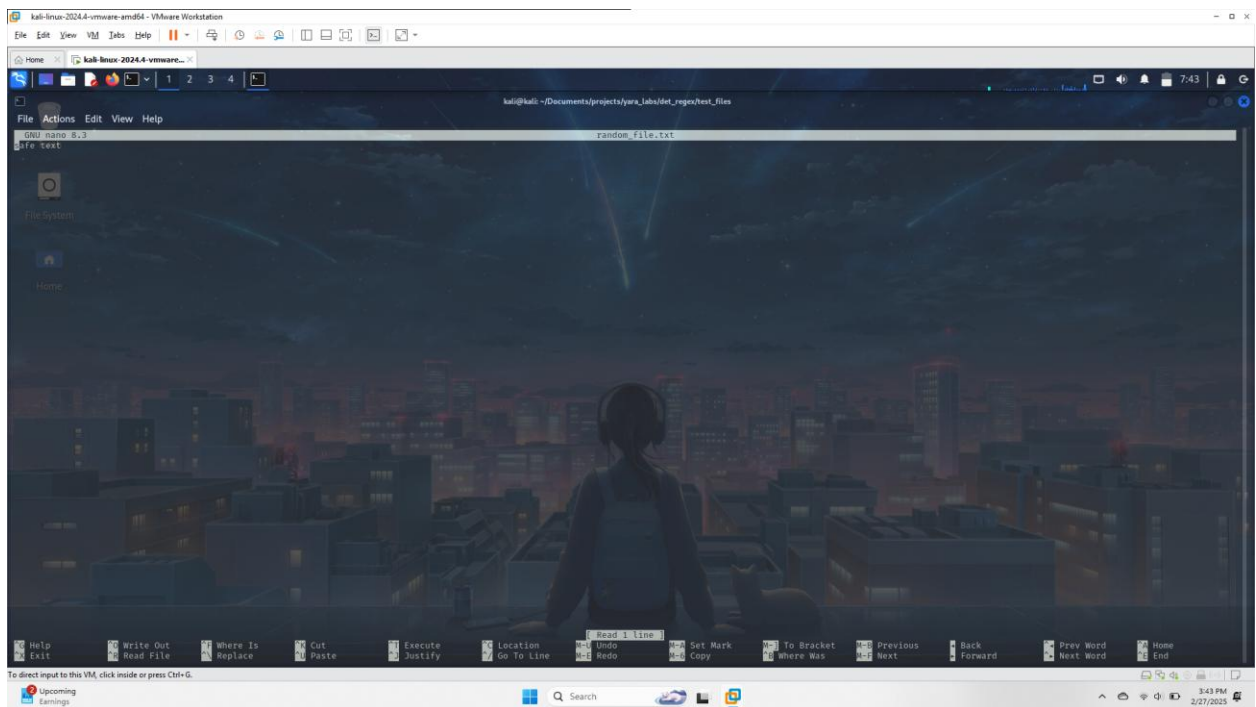 kali-linux-2024.4-vmware-amd64 - VMware Workstation
File Edit View VM Tabs Help
Home kali-linux-2024.4-vmware...
1 2 3 4 7:43
kali@kali: ~/Documents/projects/yara_labs/det_regex/test_files
File Actions Edit View Help
GNU nano 8.3 random_file.txt
safe text
File System
Home
[ Read 1 line ]
^G Help ^O Write Out ^F Where Is ^K Cut ^T Execute ^C Location M-U Undo M-A Set Mark M-] To Bracket M-B Previous Back Prev Word ^A Home
^X Exit ^R Read File ^\ Replace ^U Paste ^J Justify ^/ Go To Line M-E Redo M-6 Copy ^B Where Was M-F Next Forward Next Word ^E End
To direct input to this VM, click inside or press Ctrl+G.
2 Upcoming
Earnings
Search
3:43 PM
2/27/2025